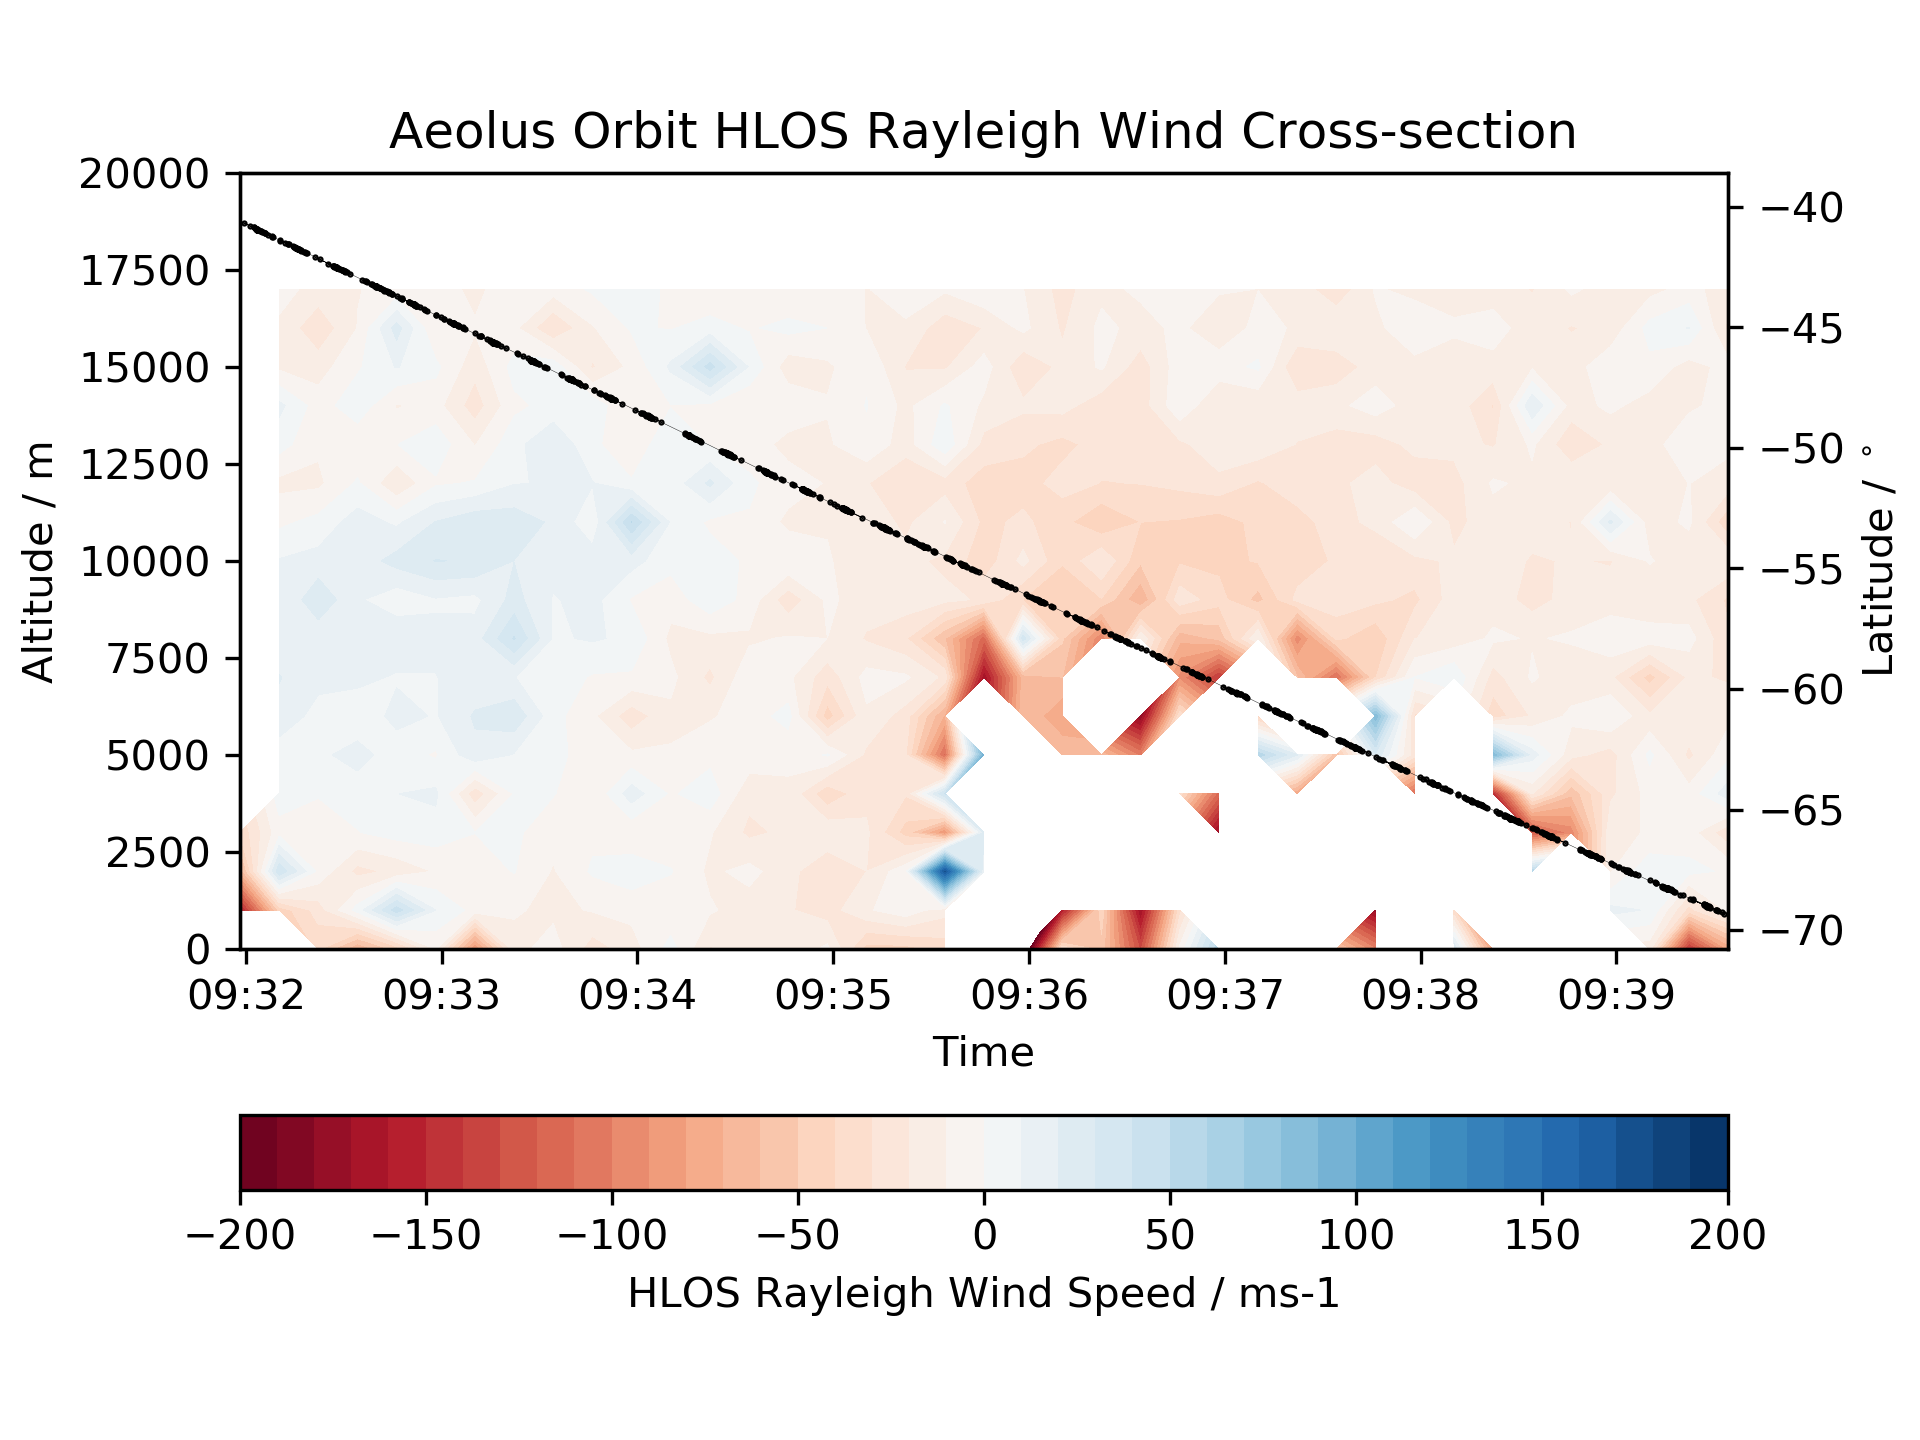 Aeolus Orbit HLOS Rayleigh Wind Cross-section
20000
17500
15000
12500
10000
7500
5000
2500
0
Altitude / m
−40
−45
−50
−55
−60
−65
−70
Latitude / °
09:32 09:33 09:34 09:35 09:36 09:37 09:38 09:39
Time
−200 −150 −100 −50 0 50 100 150 200
HLOS Rayleigh Wind Speed / ms-1